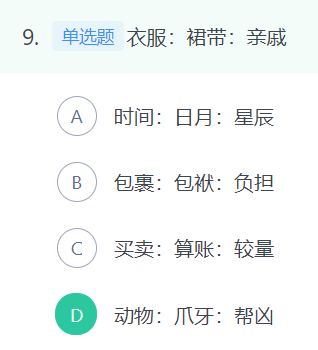 9. 单选题 衣服：裙带：亲戚
A 时间：日月：星辰
B 包裹：包袱：负担
C 买卖：算账：较量
D 动物：爪牙：帮凶